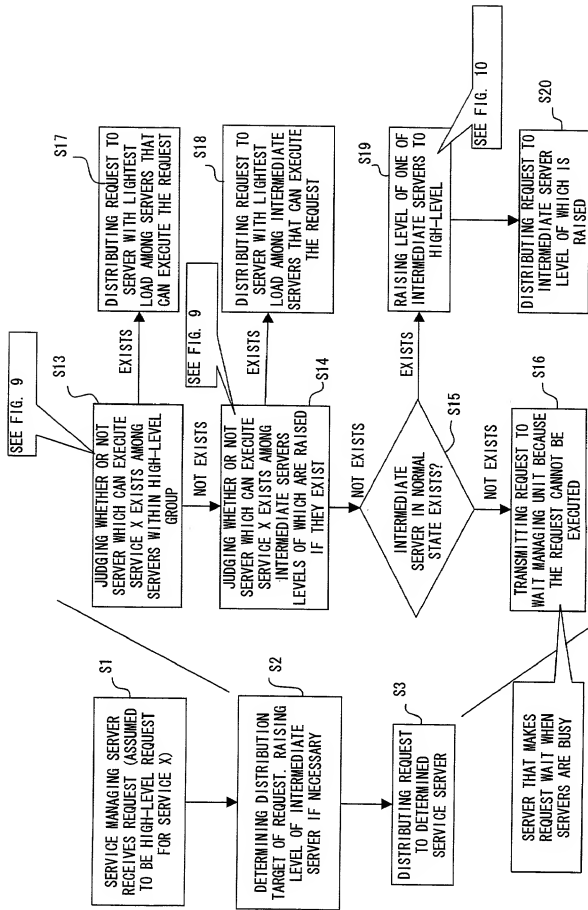 S1
SERVICE MANAGING SERVER
RECEIVES REQUEST (ASSUMED
TO BE HIGH-LEVEL REQUEST
FOR SERVICE X)
S2
DETERMINING DISTRIBUTION
TARGET OF REQUEST. RAISING
LEVEL OF INTERMEDIATE
SERVER IF NECESSARY
S3
DISTRIBUTING REQUEST
TO DETERMINED
SERVICE SERVER
SERVER THAT MAKES
REQUEST WAIT WHEN
SERVERS ARE BUSY
SEE FIG. 9
S13
JUDGING WHETHER OR NOT
SERVER WHICH CAN EXECUTE
SERVICE X EXISTS AMONG
SERVERS WITHIN HIGH-LEVEL
GROUP
EXISTS
NOT EXISTS
S17
DISTRIBUTING REQUEST TO
SERVER WITH LIGHTEST
LOAD AMONG SERVERS THAT
CAN EXECUTE THE REQUEST
SEE FIG. 9
S14
JUDGING WHETHER OR NOT
SERVER WHICH CAN EXECUTE
SERVICE X EXISTS AMONG
INTERMEDIATE SERVERS
LEVELS OF WHICH ARE RAISED
IF THEY EXIST
EXISTS
NOT EXISTS
S18
DISTRIBUTING REQUEST TO
SERVER WITH LIGHTEST
LOAD AMONG INTERMEDIATE
SERVERS THAT CAN EXECUTE
THE REQUEST
S15
INTERMEDIATE
SERVER IN NORMAL
STATE EXISTS?
EXISTS
NOT EXISTS
S19
RAISING LEVEL OF ONE OF
INTERMEDIATE SERVERS TO
HIGH-LEVEL
SEE FIG. 10
S16
TRANSMITTING REQUEST TO
WAIT MANAGING UNIT BECAUSE
THE REQUEST CANNOT BE
EXECUTED
S20
DISTRIBUTING REQUEST TO
INTERMEDIATE SERVER
LEVEL OF WHICH IS
RAISED